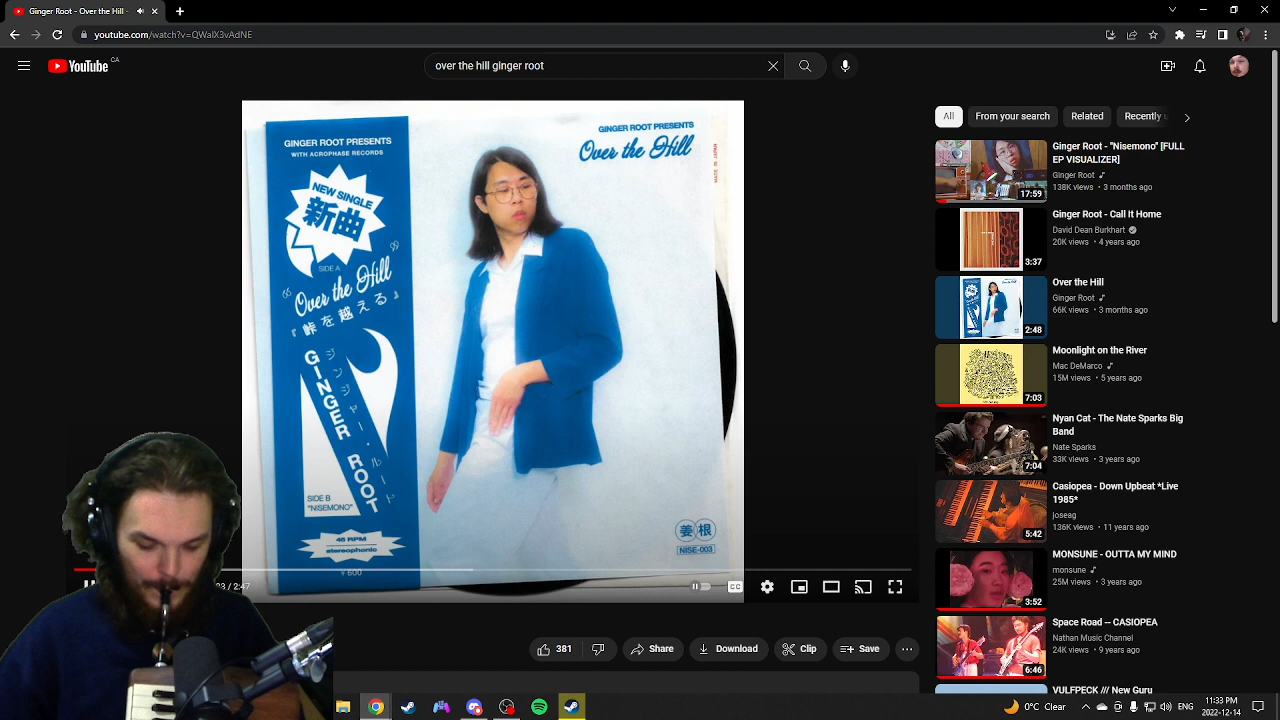 Ginger Root - Over the Hill -
youtube.com/watch?v=QWalX3vAdNE
YouTube CA
over the hill ginger root
GINGER ROOT PRESENTS
WITH ACROPHASE RECORDS
NEW SINGLE
新曲
SIDE A
"Over the Hill"
『峠を越える』
GINGER ROOT
ジンジャー・ルート
SIDE B
"NISEMONO"
45 RPM
stereophonic
¥600
GINGER ROOT PRESENTS
Over the Hill
MADE IN JAPAN
姜根
NISE-003
/ 2:47
CC
381
Share
Download
Clip
Save
All
From your search
Related
Recently u
Ginger Root - "Nisemono" [FULL
EP VISUALIZER]
Ginger Root
138K views • 3 months ago
17:59
Ginger Root - Call It Home
David Dean Burkhart
20K views • 4 years ago
3:37
Over the Hill
Ginger Root
66K views • 3 months ago
2:48
Moonlight on the River
Mac DeMarco
15M views • 5 years ago
7:03
Nyan Cat - The Nate Sparks Big
Band
Nate Sparks
33K views • 3 years ago
7:04
Casiopea - Down Upbeat *Live
1985*
joseag
136K views • 11 years ago
5:42
MONSUNE - OUTTA MY MIND
monsune
25M views • 3 years ago
3:52
Space Road -- CASIOPEA
Nathan Music Channel
24K views • 9 years ago
6:46
VULFPECK /// New Guru
0°C Clear
ENG
11:33 PM
2022-12-14